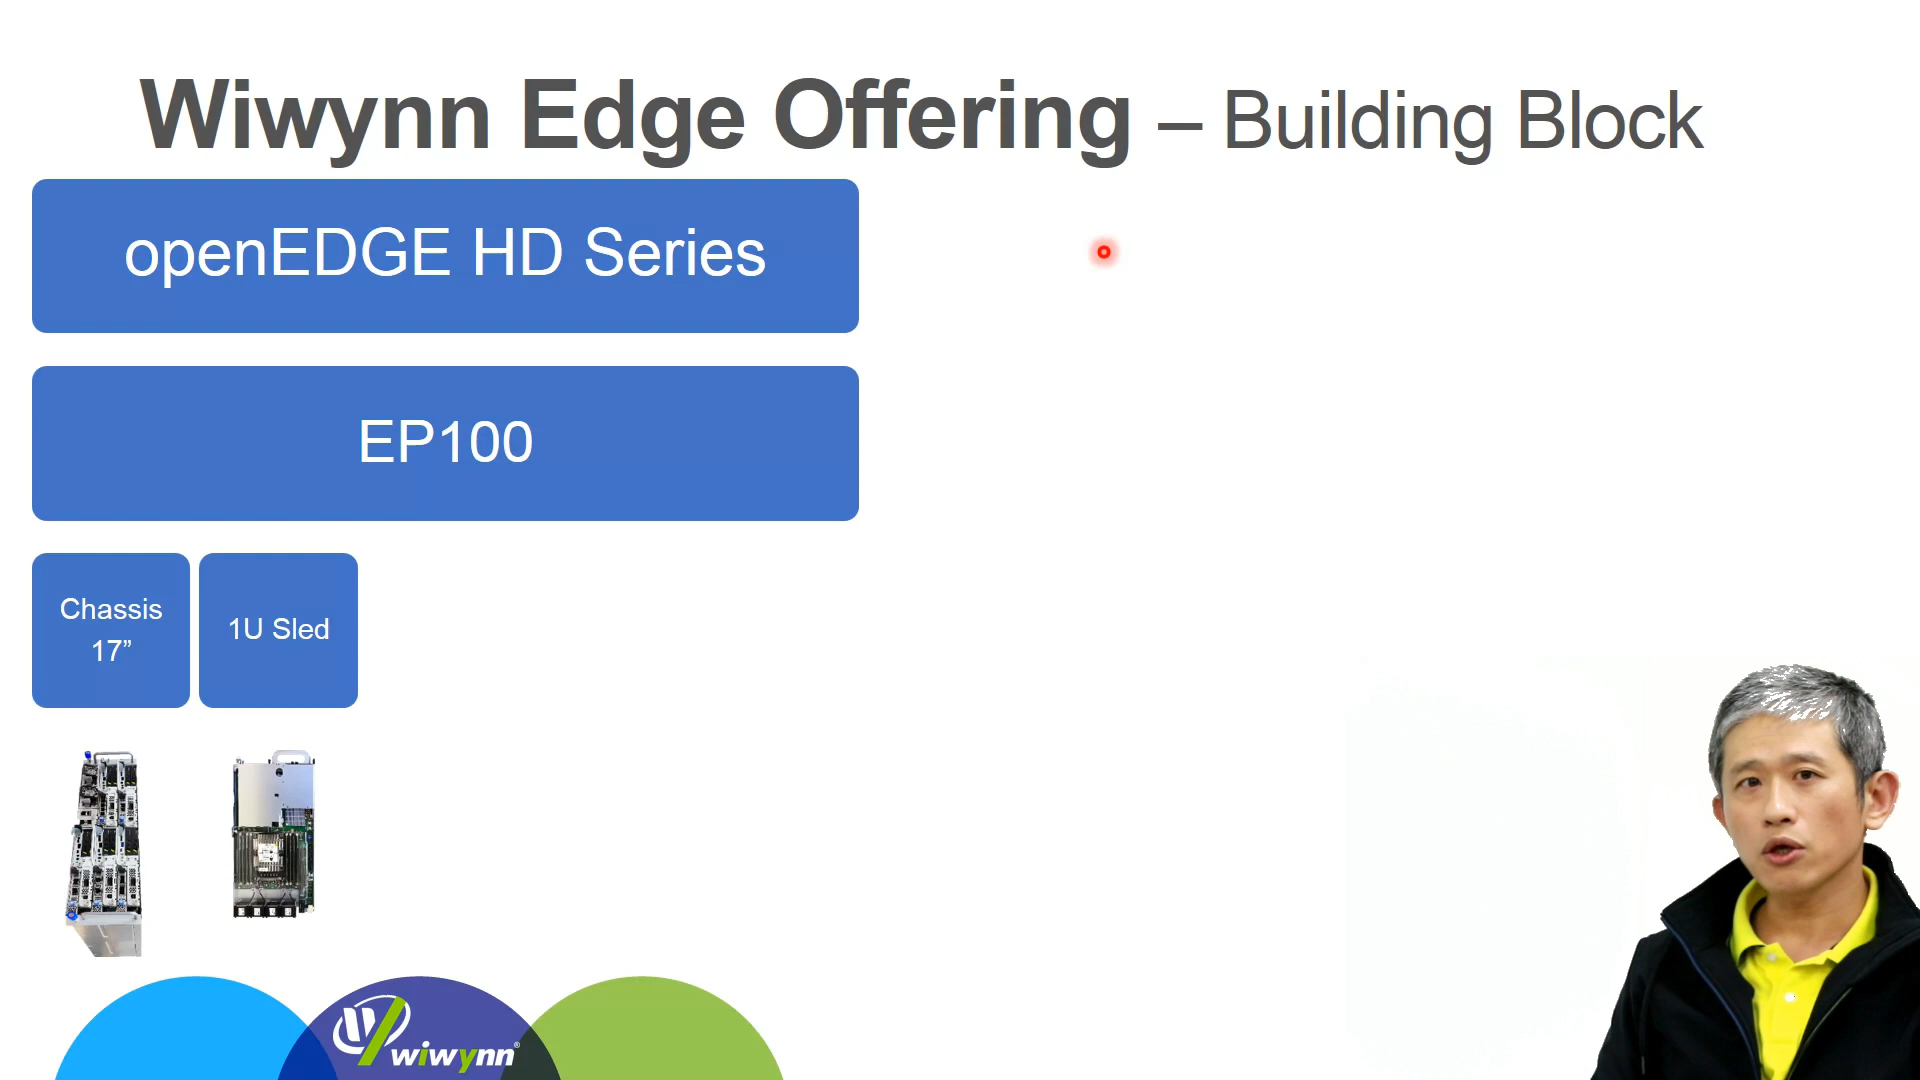 Wiwynn Edge Offering – Building Block
openEDGE HD Series
EP100
Chassis
17”
1U Sled
wiwynn®